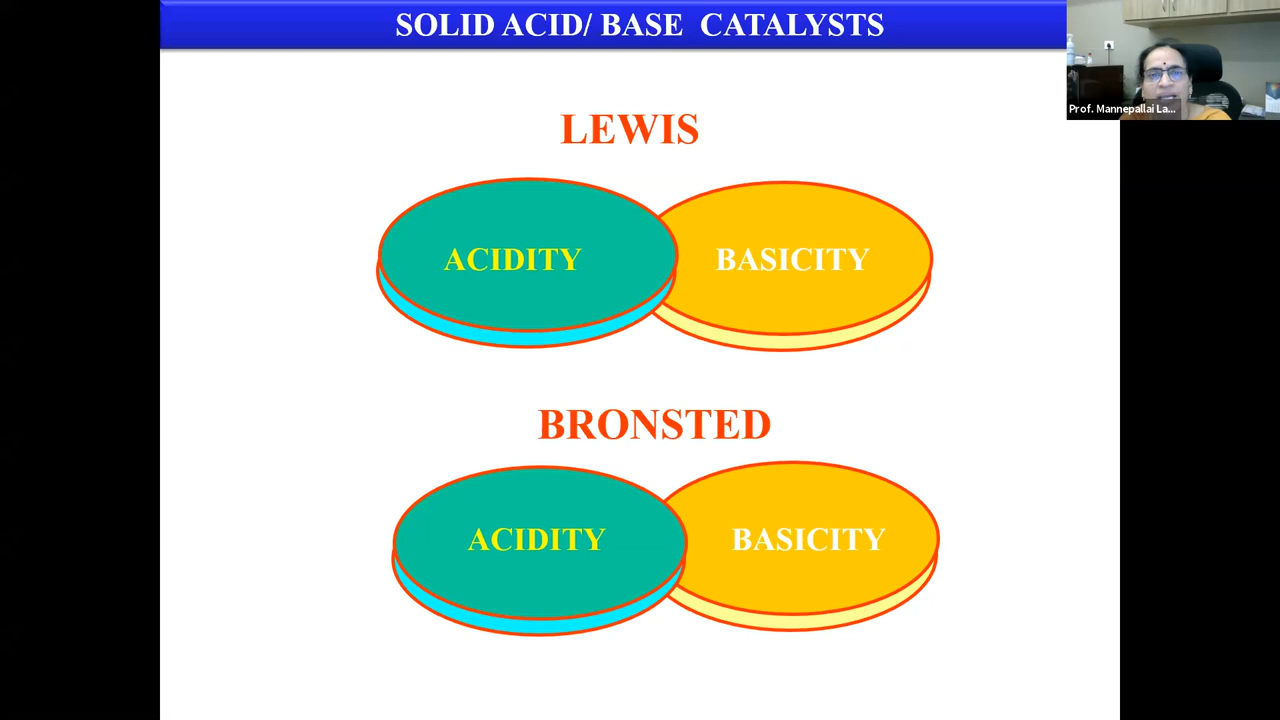 SOLID ACID/ BASE CATALYSTS
Prof. Mannepallai La...
LEWIS
ACIDITY BASICITY
BRONSTED
ACIDITY BASICITY